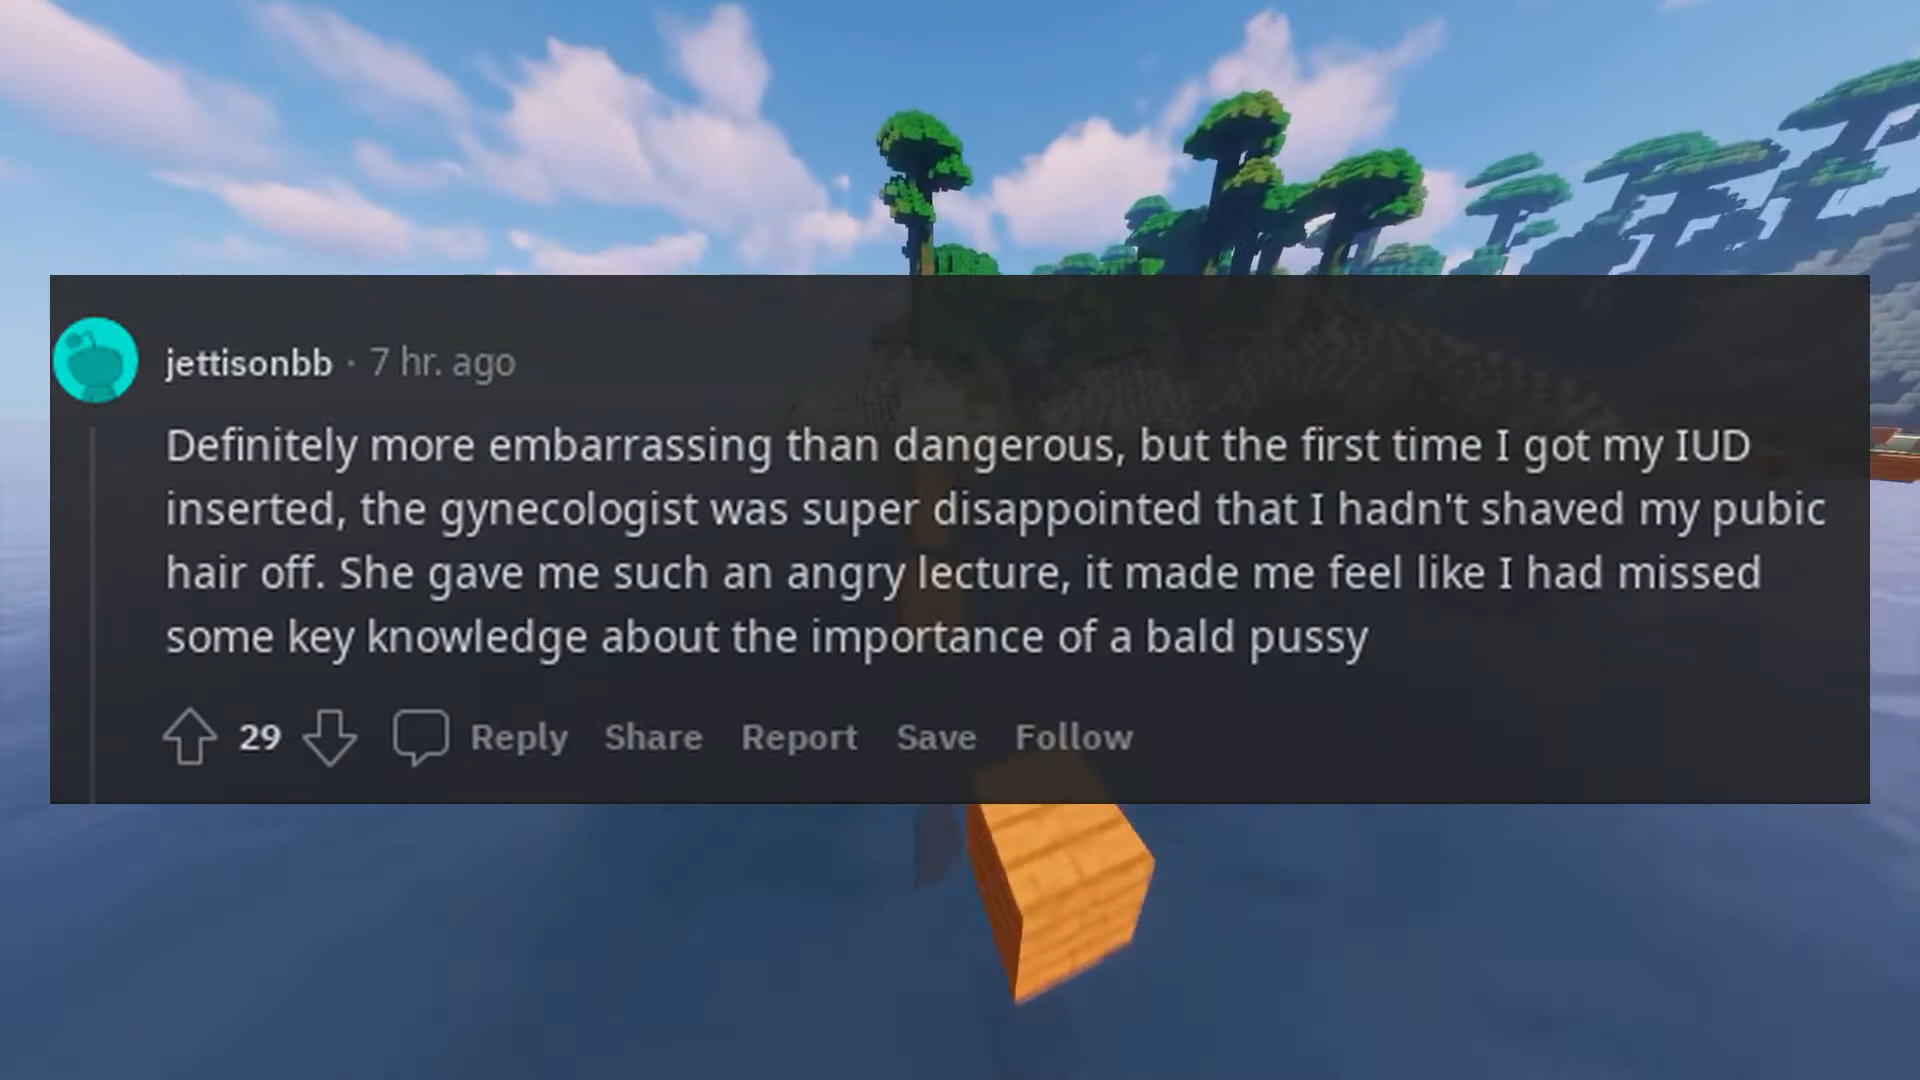 jettisonbb · 7 hr. ago
Definitely more embarrassing than dangerous, but the first time I got my IUD
inserted, the gynecologist was super disappointed that I hadn't shaved my pubic
hair off. She gave me such an angry lecture, it made me feel like I had missed
some key knowledge about the importance of a bald pussy
29 Reply Share Report Save Follow